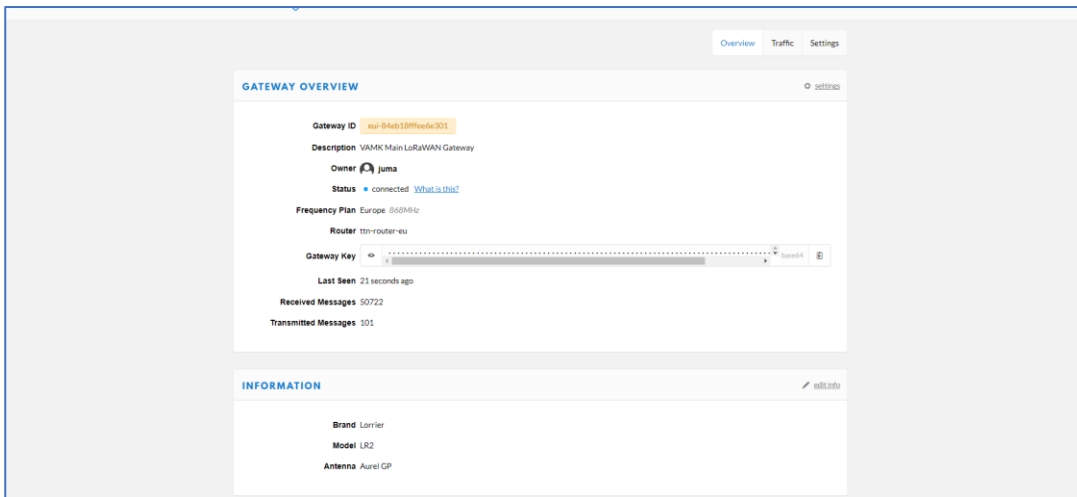 Overview Traffic Settings
GATEWAY OVERVIEW settings
Gateway ID eui-84eb18fffee6e301
Description VAMK Main LoRaWAN Gateway
Owner juma
Status connected What is this?
Frequency Plan Europe 868MHz
Router ttn-router-eu
Gateway Key base64
Last Seen 21 seconds ago
Received Messages 50722
Transmitted Messages 101
INFORMATION edit info
Brand Lorrier
Model LR2
Antenna Aurel GP